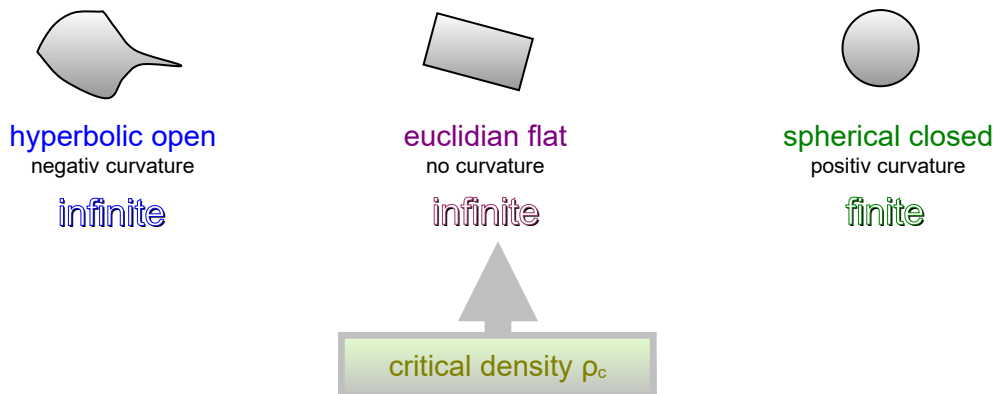 hyperbolic open
negativ curvature
infinite
euclidian flat
no curvature
infinite
spherical closed
positiv curvature
finite
critical density ρc